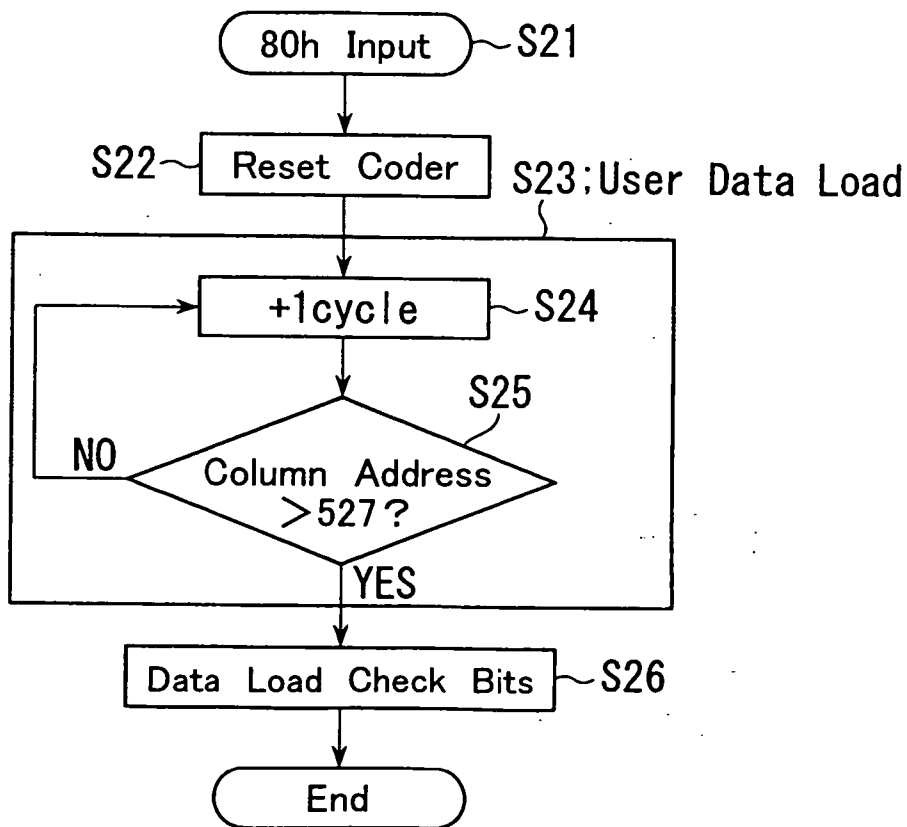 80h Input
S21
S22
Reset Coder
S23;User Data Load
+1cycle
S24
S25
NO
Column Address
>527?
YES
Data Load Check Bits
S26
End